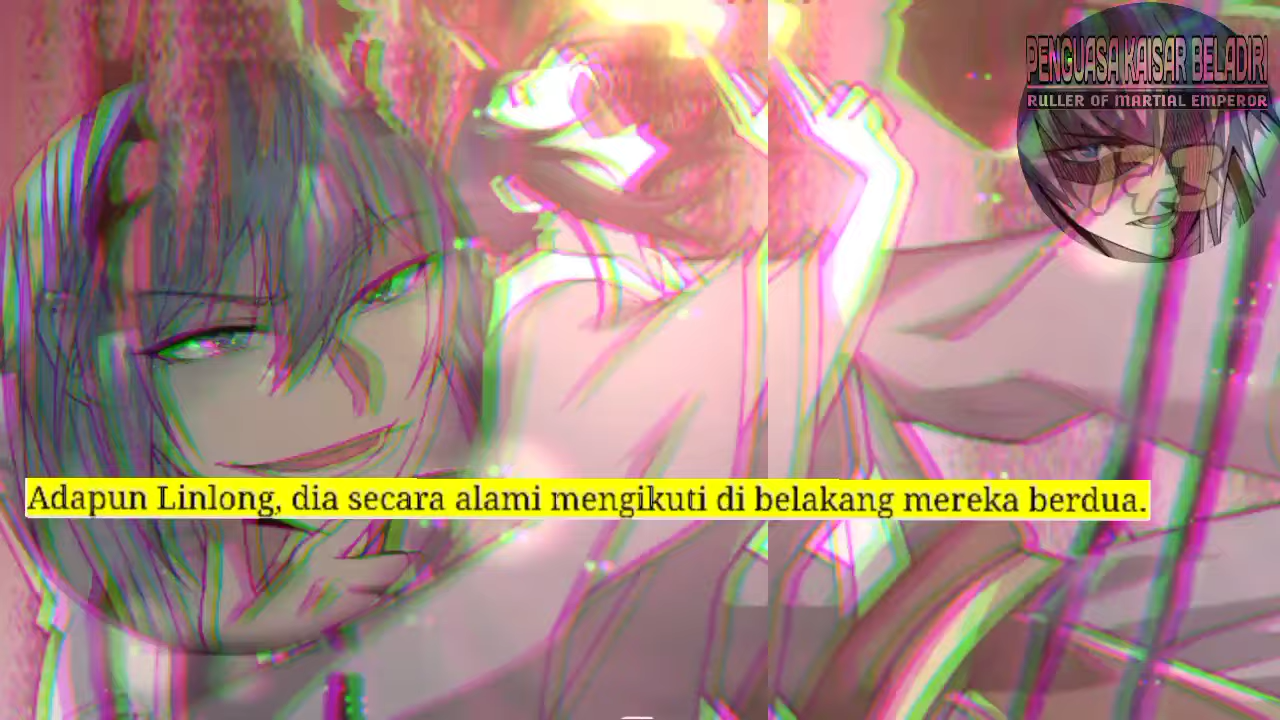 PENGUASA KAISAR BELADIRI
RULLER OF MARTIAL EMPEROR
Adapun Linlong, dia secara alami mengikuti di belakang mereka berdua.